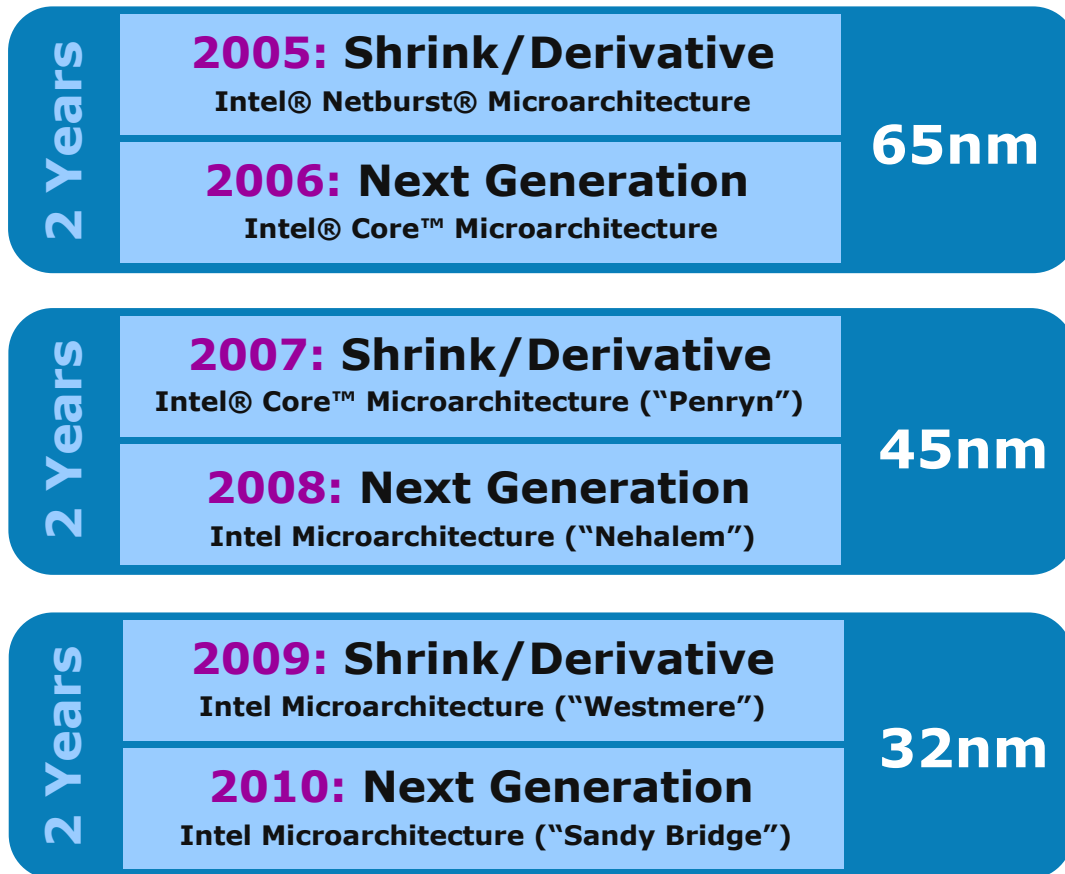 2 Years
2005: Shrink/Derivative
Intel® Netburst® Microarchitecture
2006: Next Generation
Intel® Core™ Microarchitecture
65nm
2 Years
2007: Shrink/Derivative
Intel® Core™ Microarchitecture (“Penryn”)
2008: Next Generation
Intel Microarchitecture (“Nehalem”)
45nm
2 Years
2009: Shrink/Derivative
Intel Microarchitecture (“Westmere”)
2010: Next Generation
Intel Microarchitecture (“Sandy Bridge”)
32nm